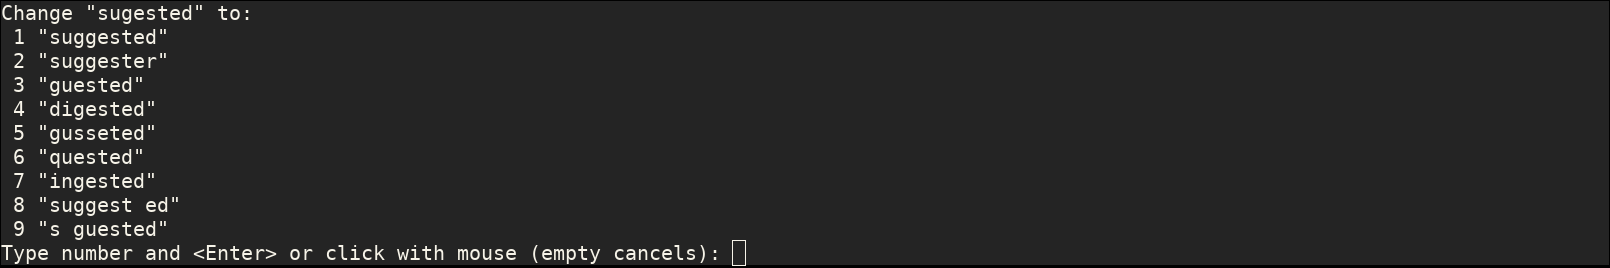 Change "sugested" to:
1 "suggested"
2 "suggester"
3 "guested"
4 "digested"
5 "gusseted"
6 "quested"
7 "ingested"
8 "suggest ed"
9 "s guested"
Type number and <Enter> or click with mouse (empty cancels):